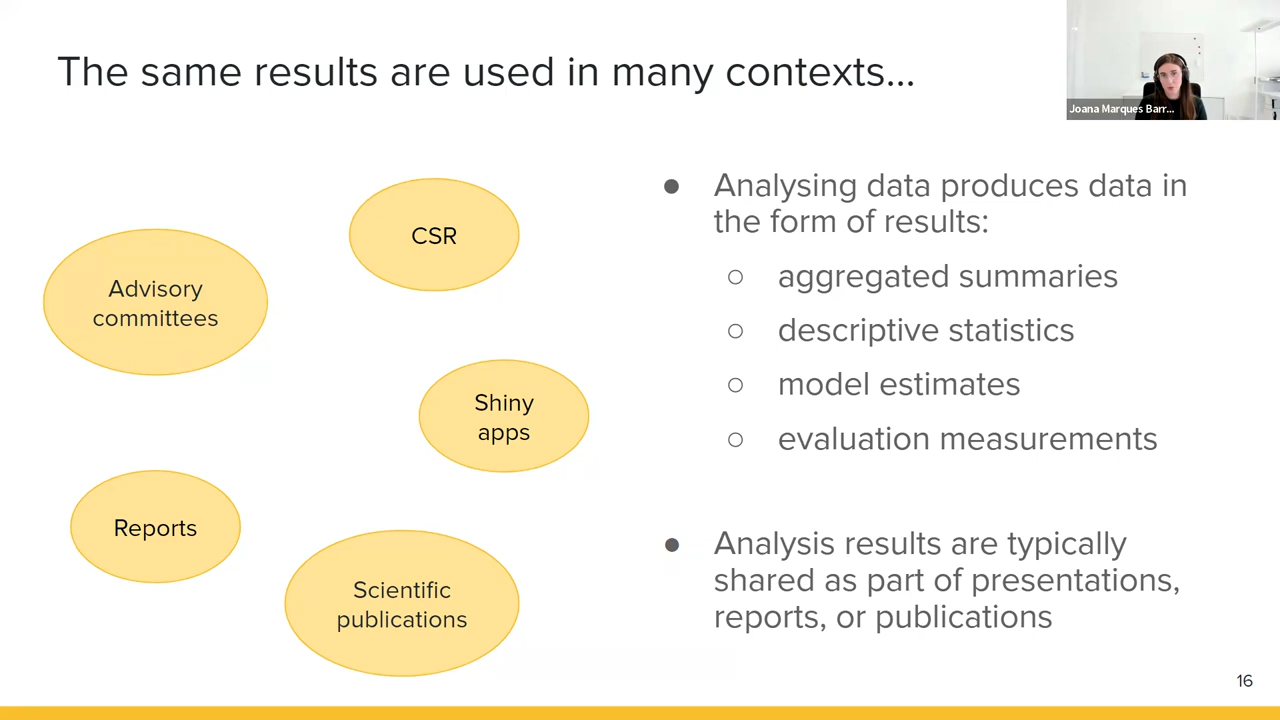 The same results are used in many contexts...
Joana Marques Barr...
CSR
Advisory
committees
Shiny
apps
Reports
Scientific
publications
● Analysing data produces data in
the form of results:
○ aggregated summaries
○ descriptive statistics
○ model estimates
○ evaluation measurements
● Analysis results are typically
shared as part of presentations,
reports, or publications
16